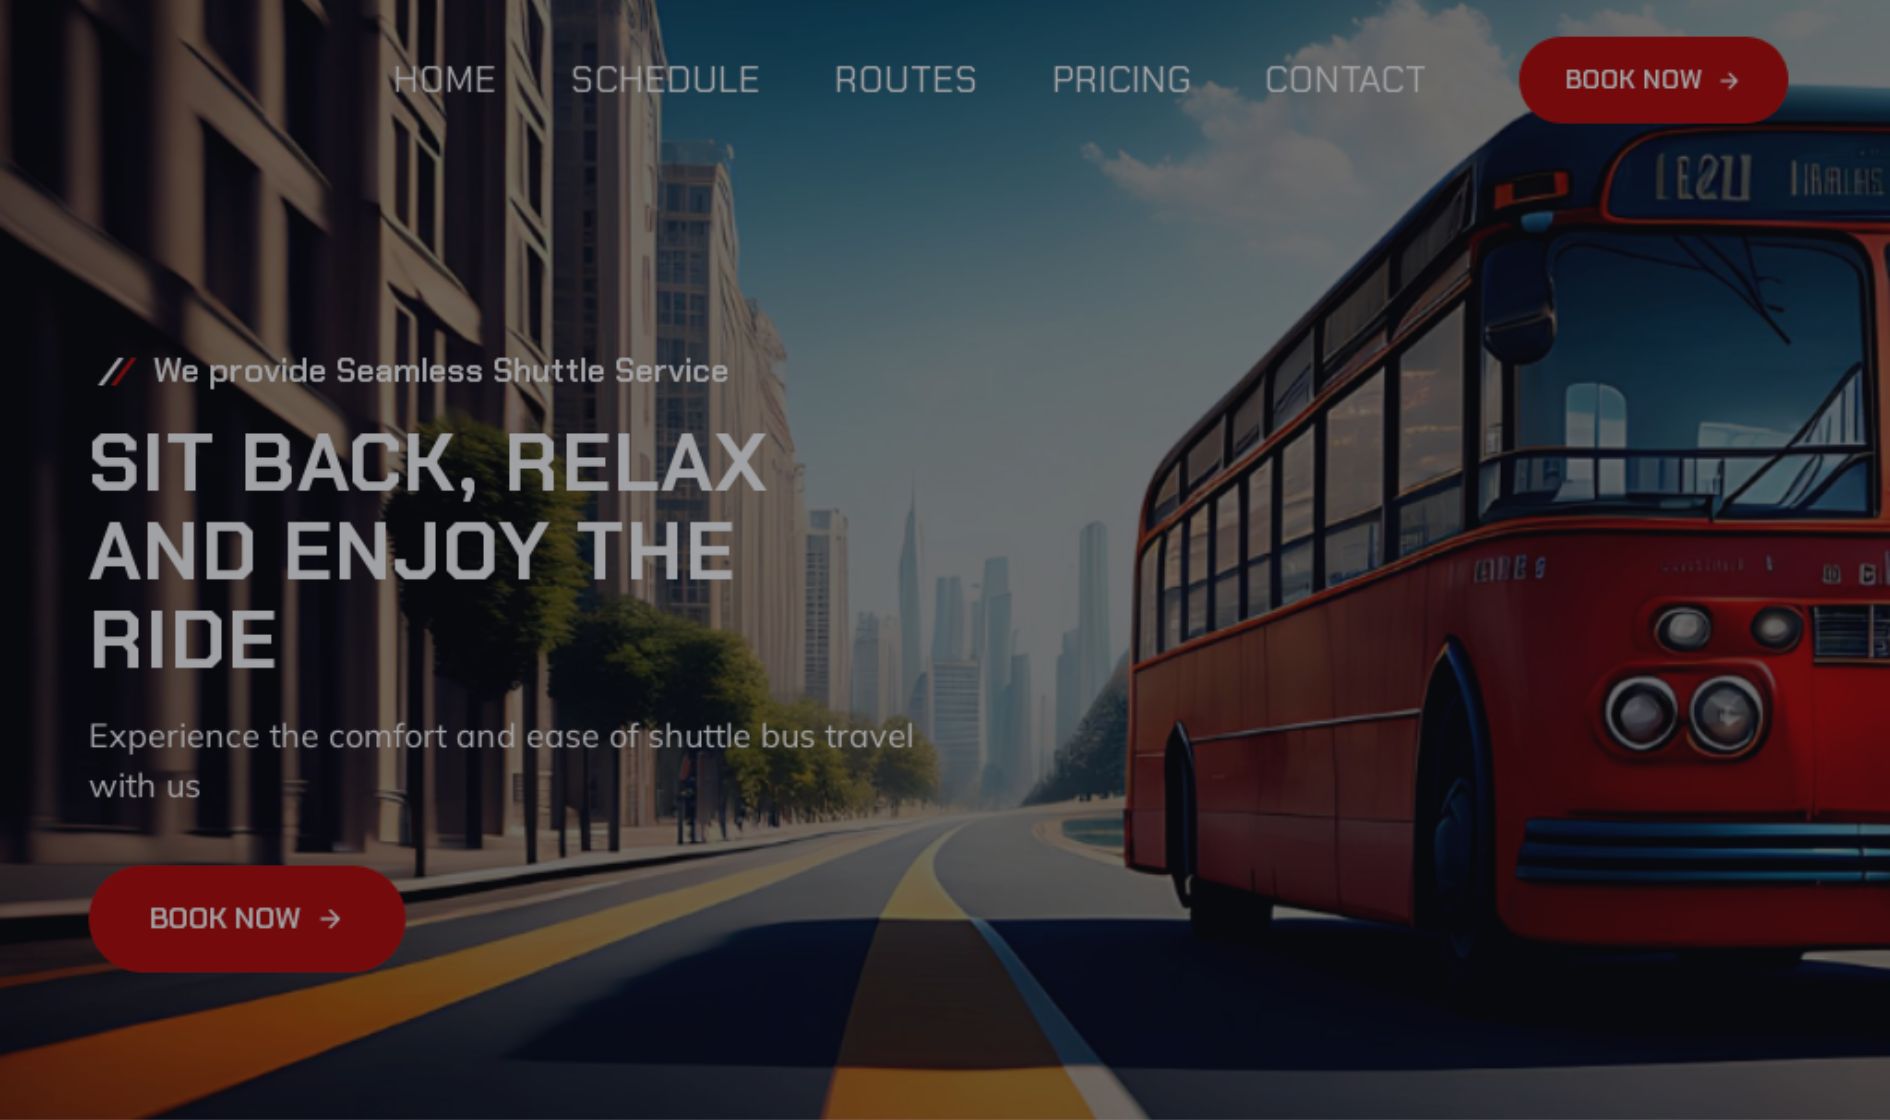 HOME SCHEDULE ROUTES PRICING CONTACT BOOK NOW →
// We provide Seamless Shuttle Service
SIT BACK, RELAX
AND ENJOY THE
RIDE
Experience the comfort and ease of shuttle bus travel
with us
BOOK NOW →